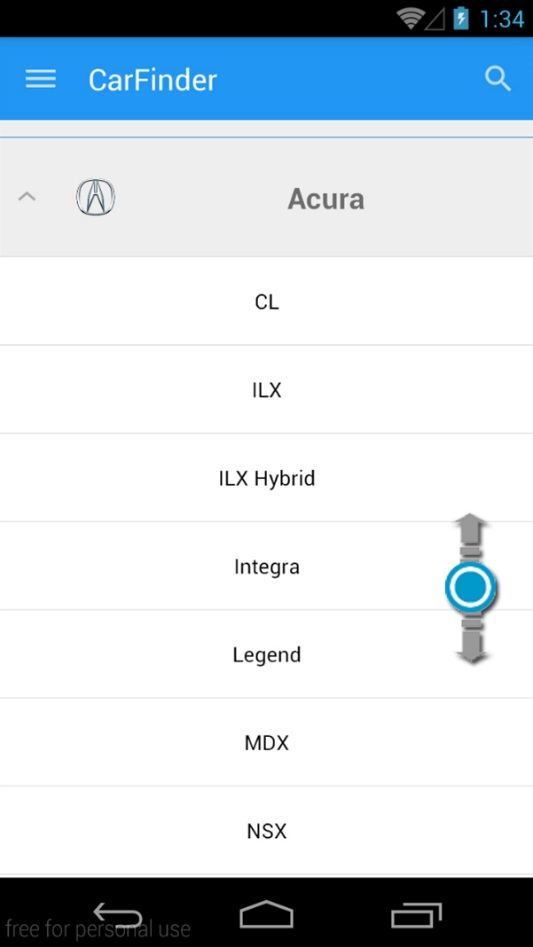 1:34
CarFinder
Acura
CL
ILX
ILX Hybrid
Integra
Legend
MDX
NSX
free for personal use